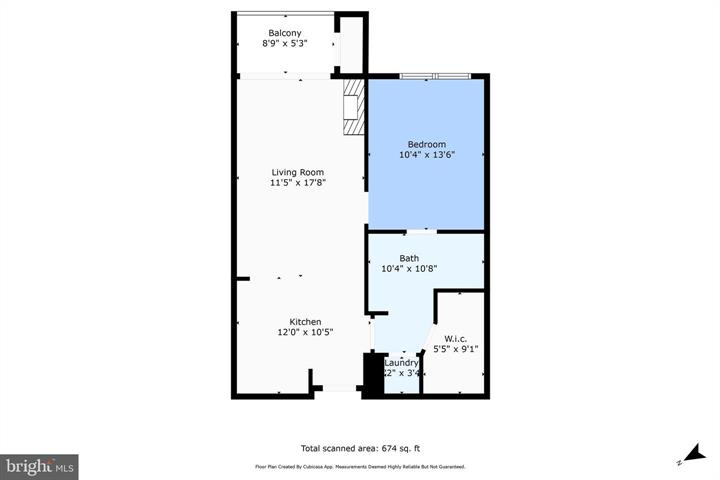 Balcony
8'9" x 5'3"
Bedroom
10'4" x 13'6"
Living Room
11'5" x 17'8"
Bath
10'4" x 10'8"
Kitchen
12'0" x 10'5"
W.i.c.
5'5" x 9'1"
Laundry
2" x 3'4
Total scanned area: 674 sq. ft
Floor Plan Created By Cubicasa App. Measurements Deemed Highly Reliable But Not Guaranteed.
bright MLS
Z